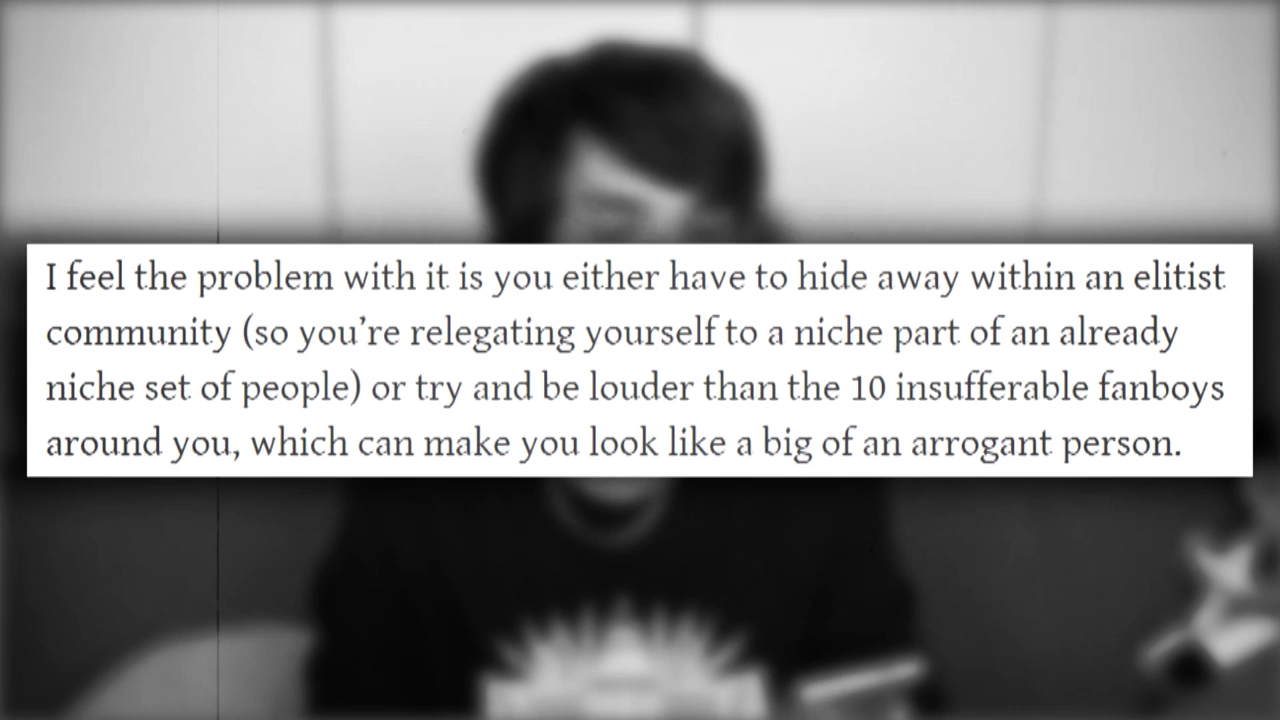 I feel the problem with it is you either have to hide away within an elitist
community (so you’re relegating yourself to a niche part of an already
niche set of people) or try and be louder than the 10 insufferable fanboys
around you, which can make you look like a big of an arrogant person.